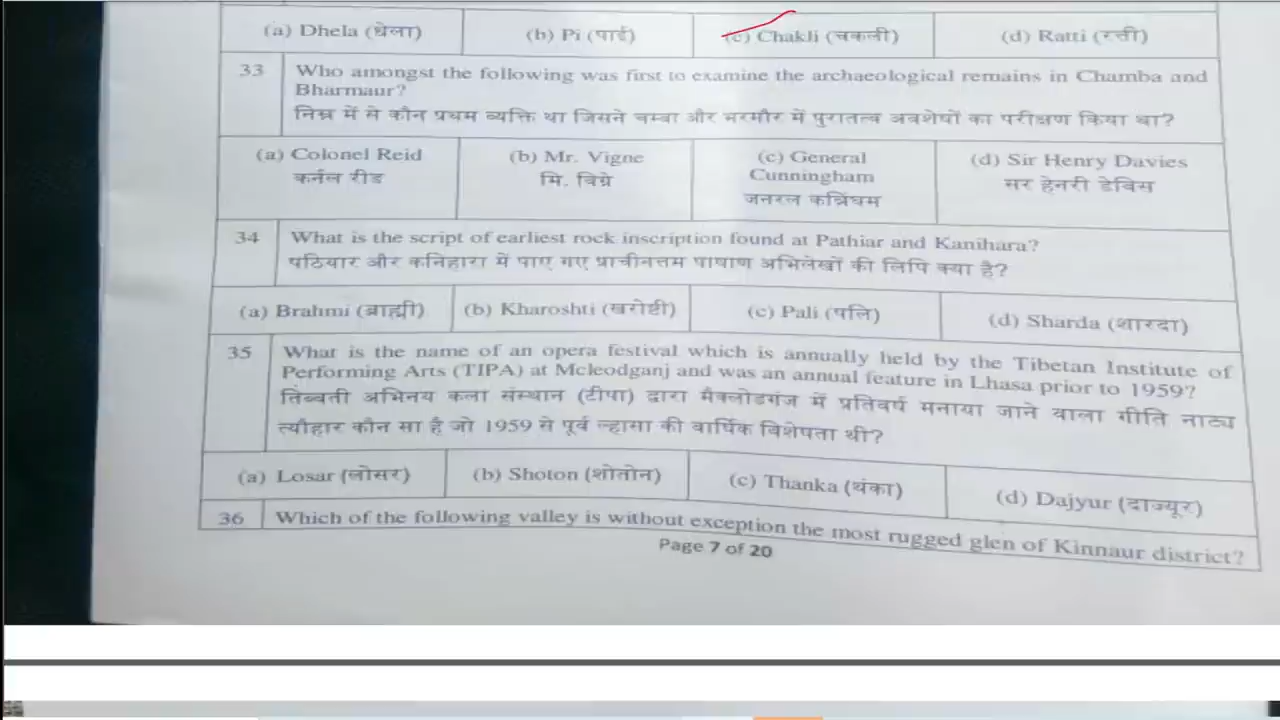 (a) Dhela (धेला) (b) Pi (पाई) (c) Chakli (चकली) (d) Ratti (रत्ती)
33 Who amongst the following was first to examine the archaeological remains in Chamba and
Bharmaur?
निम्न में से कौन प्रथम व्यक्ति था जिसने चम्बा और भरमौर में पुरातत्व अवशेषों का परीक्षण किया था?
(a) Colonel Reid (b) Mr. Vigne (c) General (d) Sir Henry Davies
कर्नल रीड मि. विग्ने Cunningham सर हेनरी डेविस
जनरल कन्निंघम
34 What is the script of earliest rock inscription found at Pathiar and Kanihara?
पठियार और कनिहारा में पाए गए प्राचीनत्तम पाषाण अभिलेखों की लिपि क्या है?
(a) Brahmi (ब्राह्मी) (b) Kharoshti (खरोष्टी) (c) Pali (पलि) (d) Sharda (शारदा)
35 What is the name of an opera festival which is annually held by the Tibetan Institute of
Performing Arts (TIPA) at Mcleodganj and was an annual feature in Lhasa prior to 1959?
तिब्बती अभिनय कला संस्थान (टीपा) द्वारा मैक्लोडगंज में प्रतिवर्ष मनाया जाने वाला गीति नाट्य
त्यौहार कौन सा है जो 1959 से पूर्व ल्हासा की वार्षिक विशेषता थी?
(a) Losar (लोसर) (b) Shoton (शोतोन) (c) Thanka (थंका) (d) Dajyur (दाज्यूर)
36 Which of the following valley is without exception the most rugged glen of Kinnaur district?
Page 7 of 20